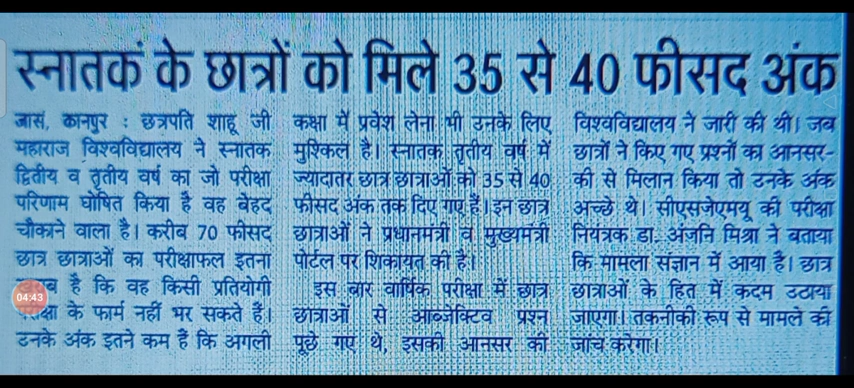 स्नातक के छात्रों को मिले 35 से 40 फीसद अंक
जासं, कानपुर : छत्रपति शाहू जी
महाराज विश्वविद्यालय ने स्नातक
द्वितीय व तृतीय वर्ष का जो परीक्षा
परिणाम घोषित किया है वह बेहद
चौकाने वाला है। करीब 70 फीसद
छात्र छात्राओं का परीक्षाफल इतना
है कि वह किसी प्रतियोगी
के फार्म नहीं भर सकते हैं।
उनके अंक इतने कम हैं कि अगली
कक्षा में प्रवेश लेना भी उनके लिए
मुश्किल है। स्नातक तृतीय वर्ष में
ज्यादातर छात्र छात्राओं को 35 से 40
फीसद अंक तक दिए गए हैं। इन छात्र
छात्राओं ने प्रधानमंत्री व मुख्यमंत्री
पोर्टल पर शिकायत की है।
इस बार वार्षिक परीक्षा में छात्र
छात्राओं से आब्जेक्टिव प्रश्न
पूछे गए थे, इसकी आनसर की
विश्वविद्यालय ने जारी की थी। जब
छात्रों ने किए गए प्रश्नों का आनसर-
की से मिलान किया तो उनके अंक
अच्छे थे। सीएसजेएमयू की परीक्षा
नियंत्रक डा. अंजनि मिश्रा ने बताया
कि मामला संज्ञान में आया है। छात्र
छात्राओं के हित में कदम उठाया
जाएगा। तकनीकी रूप से मामले की
जांच करेगा।
04:43